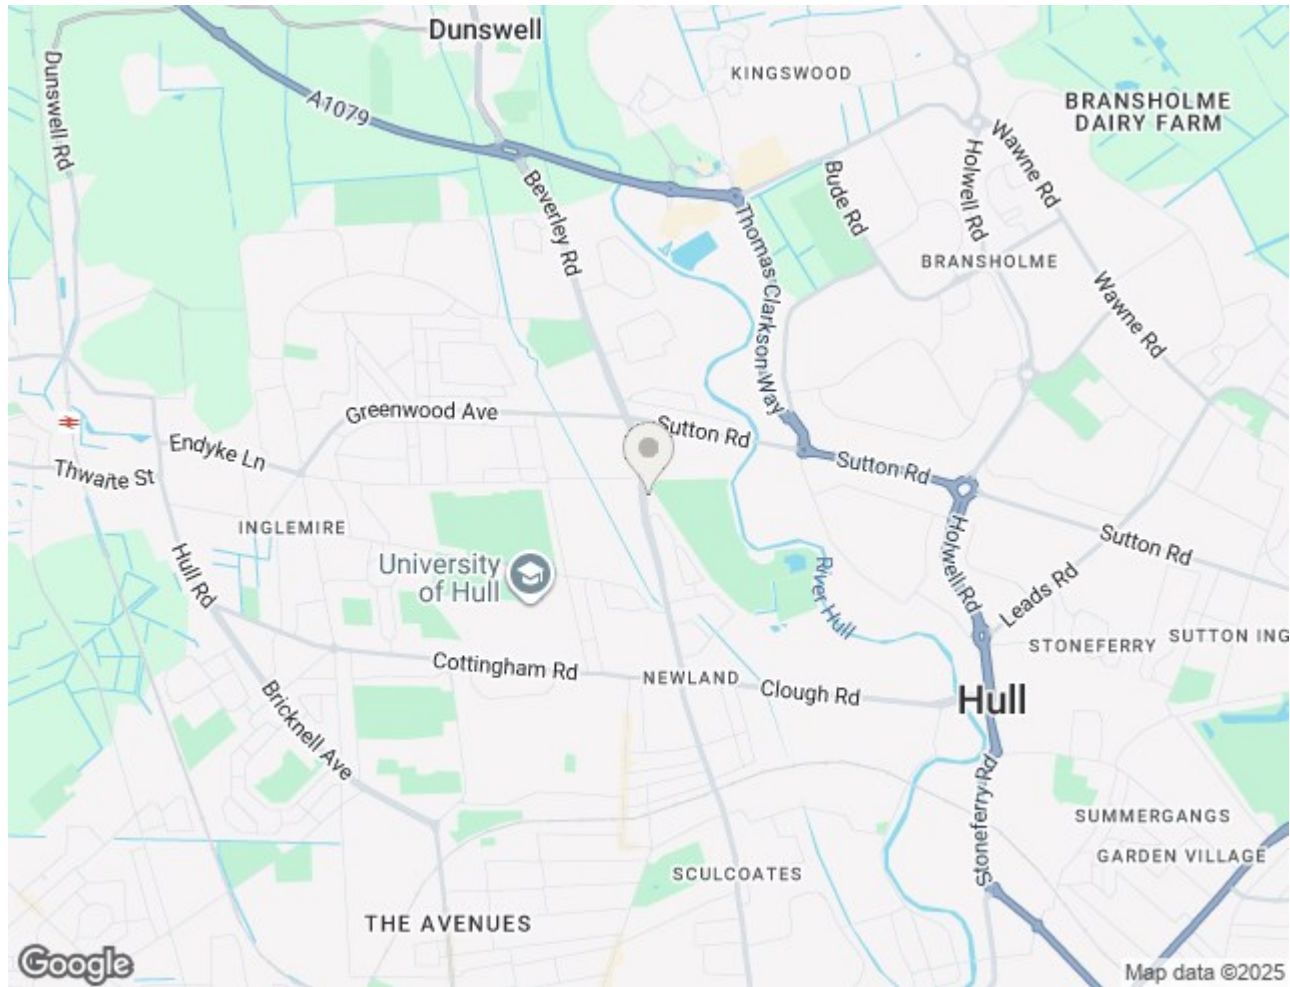 Dunswell
KINGSWOOD
BRANSHOLME
DAIRY FARM
A1079
Dunswell Rd
Beverley Rd
Bude Rd
Holwell Rd
Wawne Rd
Thomas Clarkson Way
BRANSHOLME
Wawne Rd
Greenwood Ave
Sutton Rd
Endyke Ln
Sutton Rd
Thwaite St
INGLEMIRE
University
of Hull
Hull Rd
River Hull
Holwell Rd
Leads Rd
Sutton Rd
STONEFERRY
SUTTON ING
Cottingham Rd
NEWLAND
Clough Rd
Hull
Bricknell Ave
Stoneferry Rd
SUMMERGANGS
GARDEN VILLAGE
SCULCOATES
THE AVENUES
Google
Map data ©2025